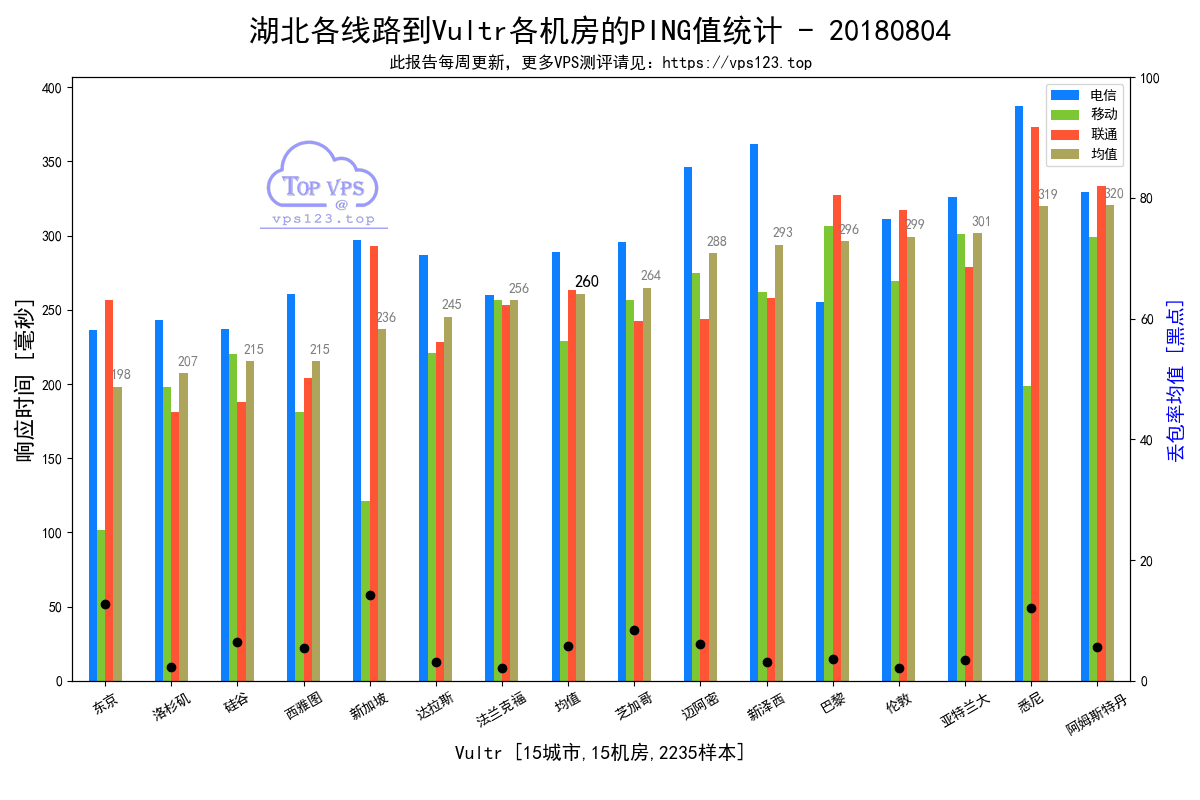 湖北各线路到Vultr各机房的PING值统计 - 20180804
此报告每周更新，更多VPS测评请见：https://vps123.top
响应时间 [毫秒]
400
350
300
250
200
150
100
50
0
TOP VPS
@
vps123.top
电信
移动
联通
均值
198
207
215
215
236
245
256
260
264
288
293
296
299
301
319
320
100
80
60
40
20
0
丢包率均值 [黑点]
东京
洛杉矶
硅谷
西雅图
新加坡
达拉斯
法兰克福
均值
芝加哥
迈阿密
新泽西
巴黎
伦敦
亚特兰大
悉尼
阿姆斯特丹
Vultr [15城市,15机房,2235样本]